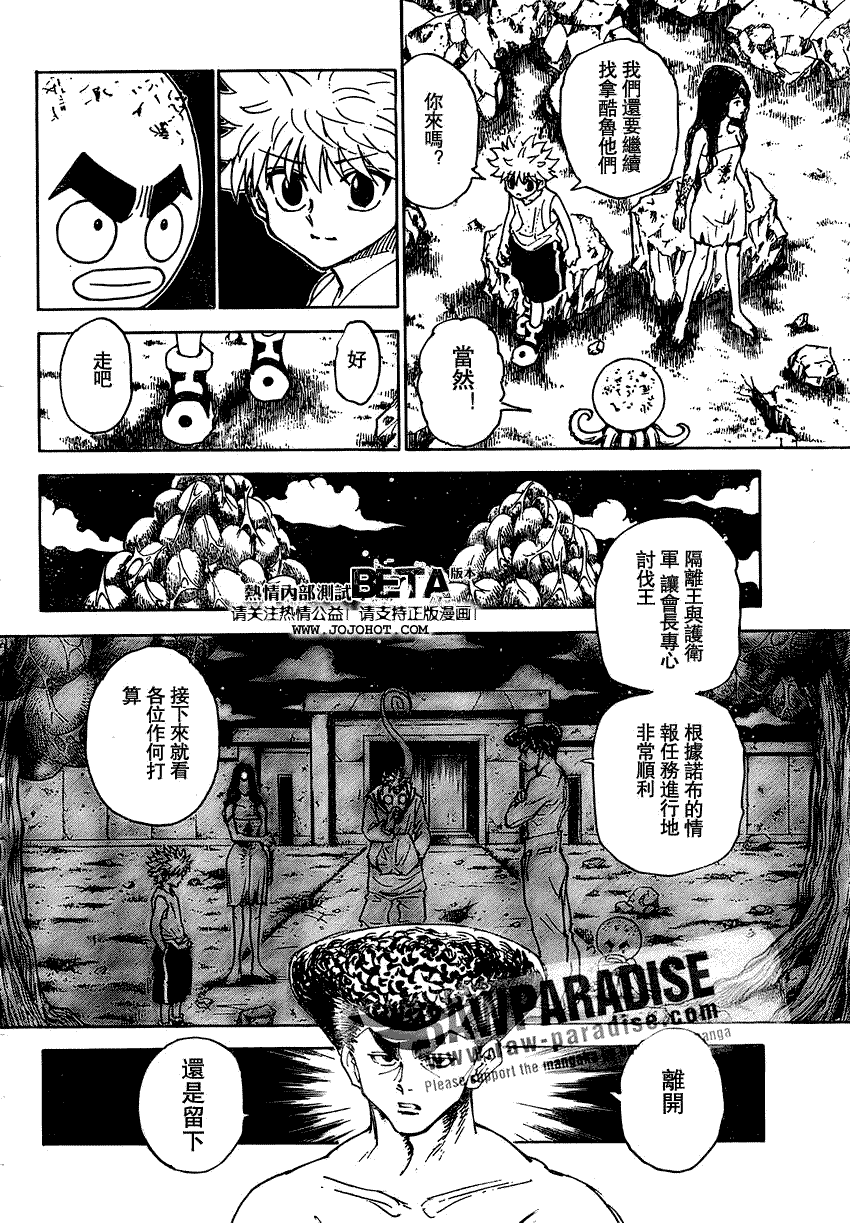 我們還要繼續
找拿酷魯他們
你來嗎？
當然！
好
走吧
隔離王與護衛
軍 讓會長專心
討伐王
根據諾布的情
報任務進行地
非常順利
接下來就看
各位作何打
算
熱情內部測試 BETA版本
请关注热情公益！ 请支持正版漫画！
WWW.JOJOHOT.COM
離開
還是留下
RAWPARADISE
www.raw-paradise.com
Please support the mangaka